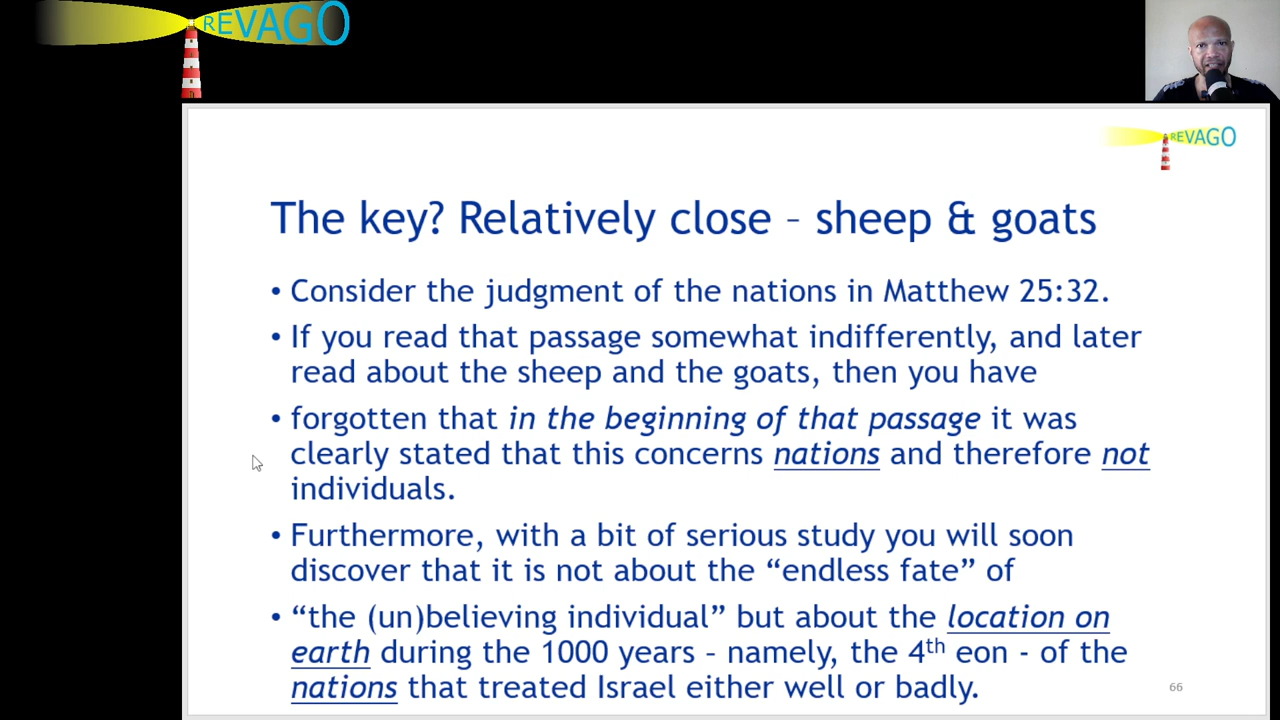 REVAGO
REVAGO
The key? Relatively close – sheep & goats
• Consider the judgment of the nations in Matthew 25:32.
• If you read that passage somewhat indifferently, and later
read about the sheep and the goats, then you have
• forgotten that in the beginning of that passage it was
clearly stated that this concerns nations and therefore not
individuals.
• Furthermore, with a bit of serious study you will soon
discover that it is not about the “endless fate” of
• “the (un)believing individual” but about the location on
earth during the 1000 years – namely, the 4th eon - of the
nations that treated Israel either well or badly.
66